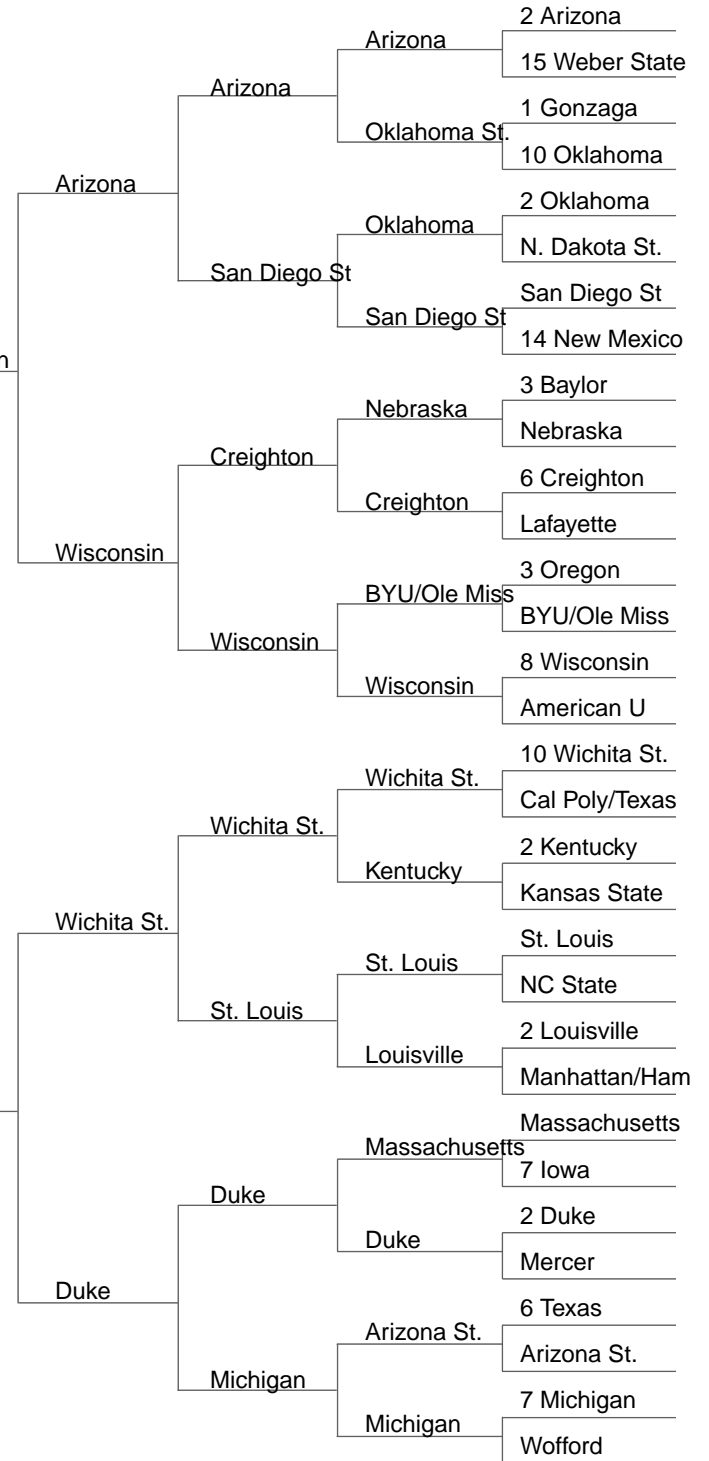 2 Arizona
Arizona
15 Weber State
Arizona
1 Gonzaga
Oklahoma St.
10 Oklahoma
Arizona
2 Oklahoma
Oklahoma
N. Dakota St.
San Diego St
San Diego St
San Diego St
14 New Mexico
n
3 Baylor
Nebraska
Nebraska
Creighton
6 Creighton
Creighton
Lafayette
Wisconsin
3 Oregon
BYU/Ole Miss
BYU/Ole Miss
Wisconsin
8 Wisconsin
Wisconsin
American U
10 Wichita St.
Wichita St.
Cal Poly/Texas
Wichita St.
2 Kentucky
Kentucky
Kansas State
Wichita St.
St. Louis
St. Louis
NC State
St. Louis
2 Louisville
Louisville
Manhattan/Ham
Massachusetts
Massachusetts
7 Iowa
Duke
2 Duke
Duke
Mercer
Duke
6 Texas
Arizona St.
Arizona St.
Michigan
7 Michigan
Michigan
Wofford